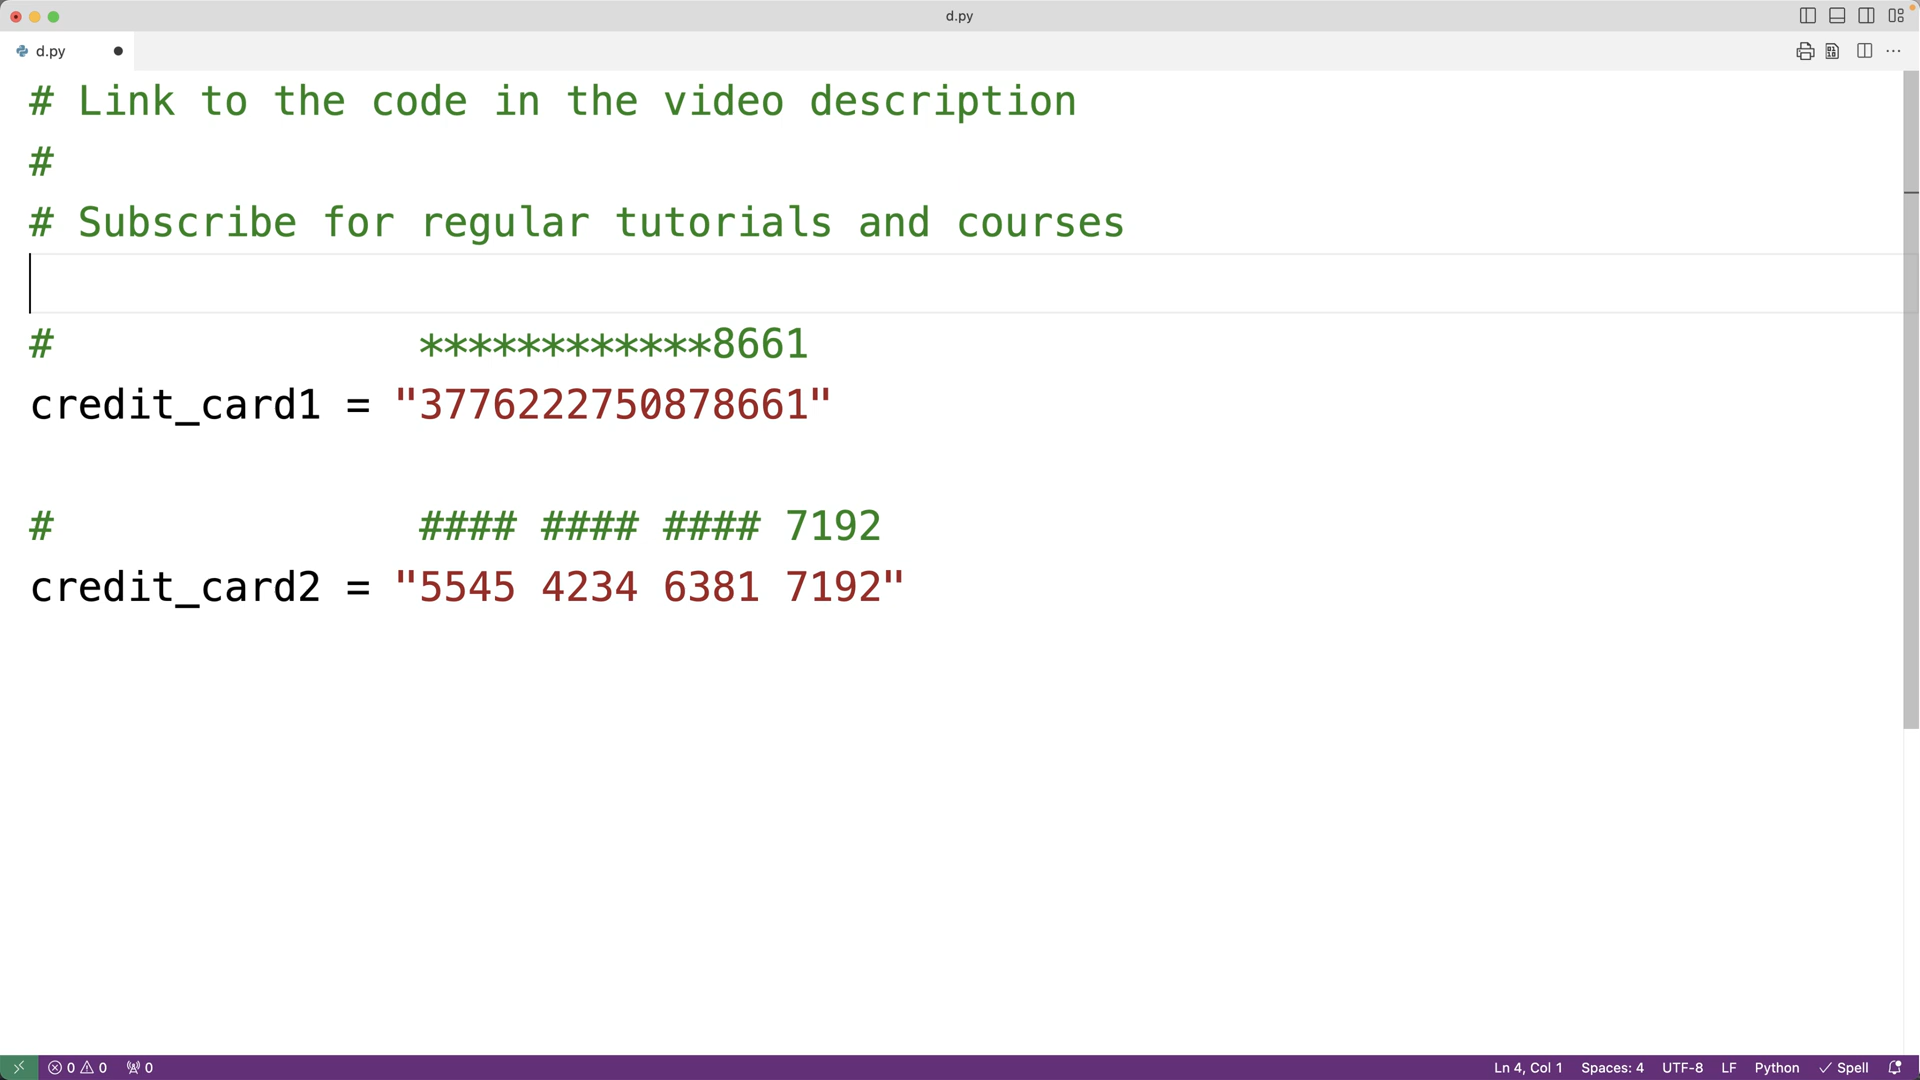 d.py
d.py
# Link to the code in the video description
#
# Subscribe for regular tutorials and courses
#               ************8661
credit_card1 = "3776222750878661"
#               #### #### #### 7192
credit_card2 = "5545 4234 6381 7192"
0 0 0 Ln 4, Col 1 Spaces: 4 UTF-8 LF Python Spell